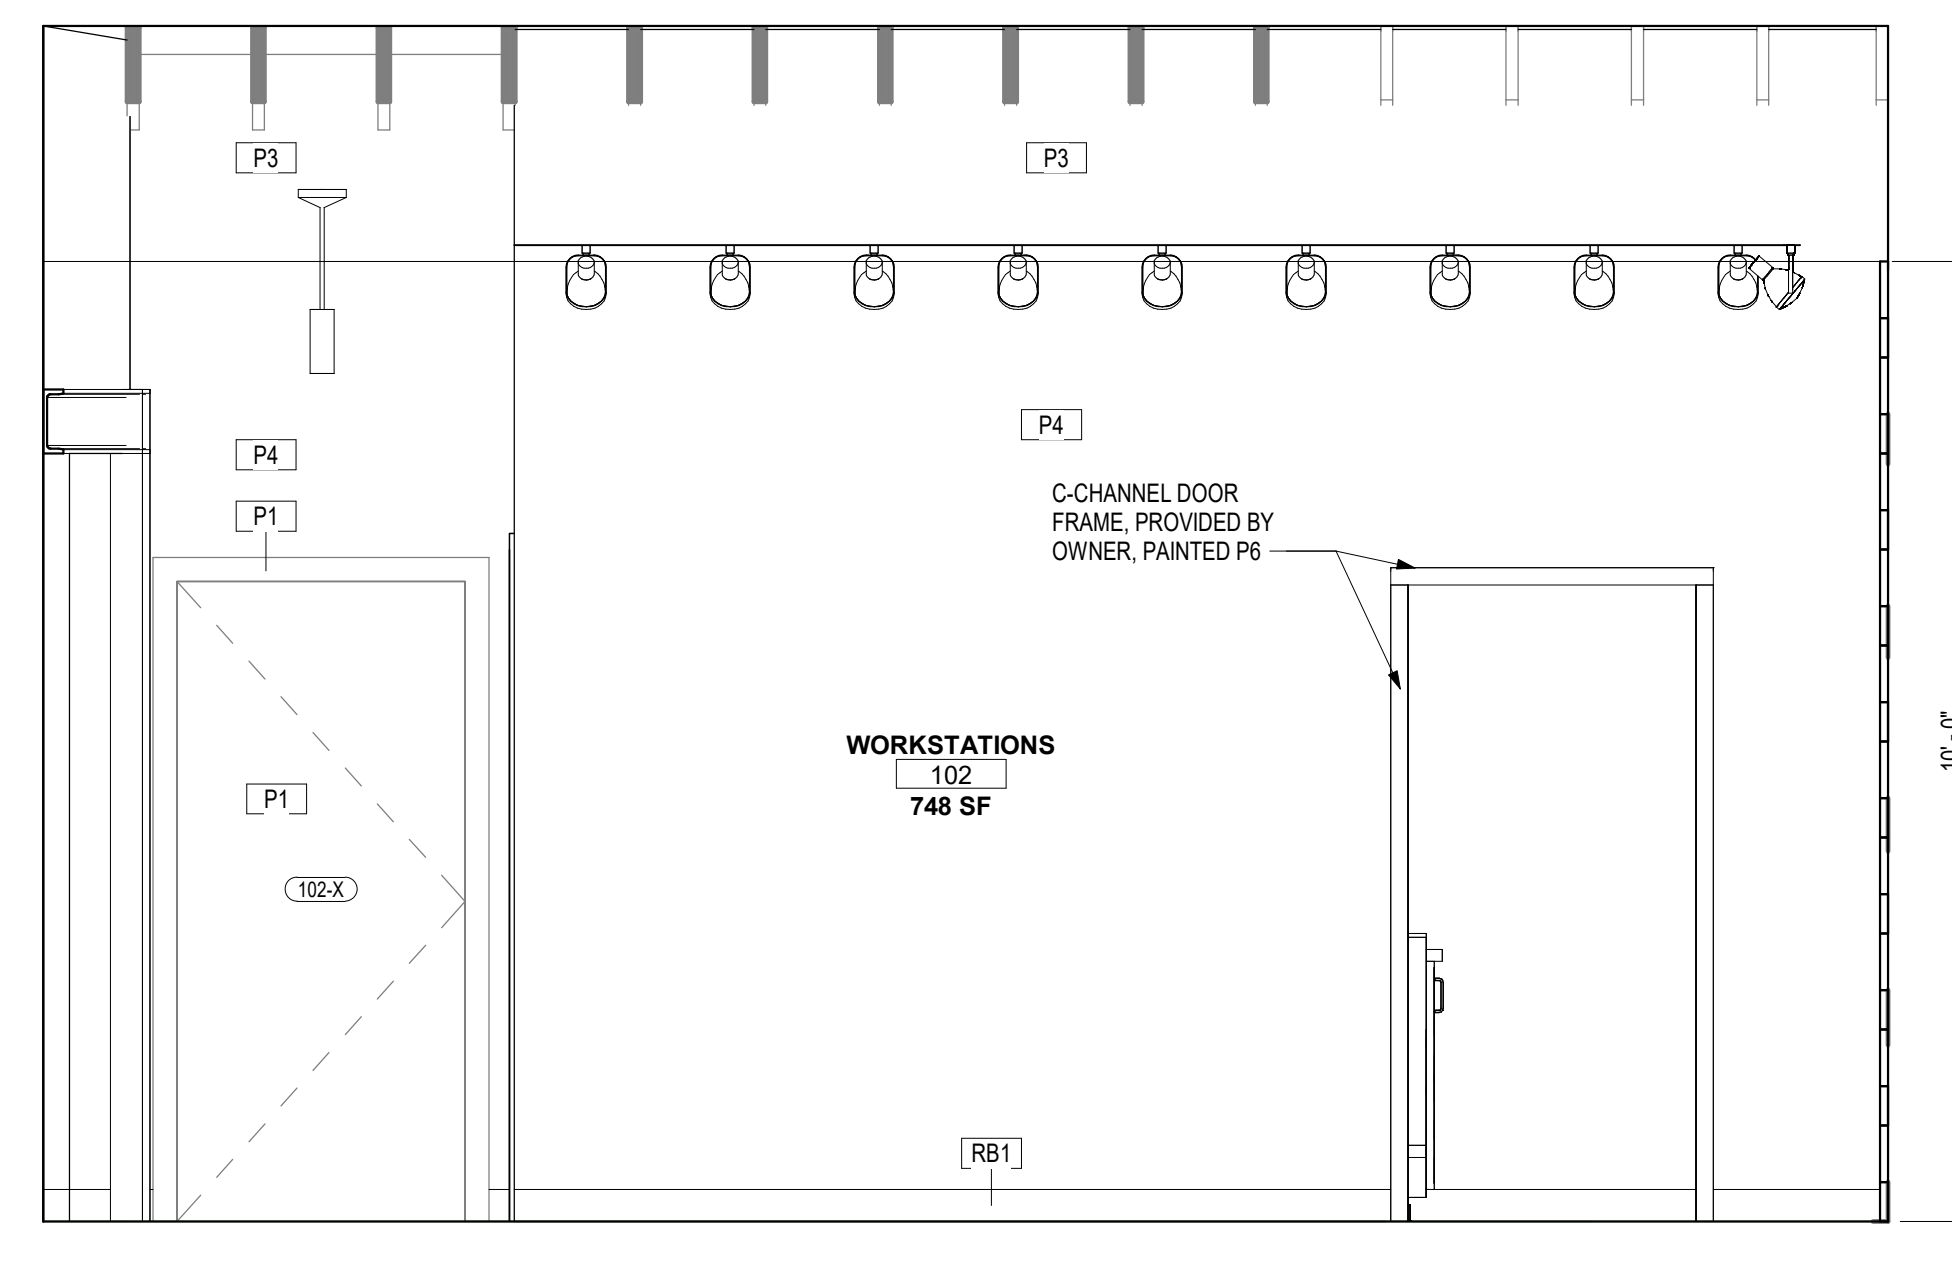 P3
P3
P4
P4
P1
C-CHANNEL DOOR
FRAME, PROVIDED BY
OWNER, PAINTED P6
WORKSTATIONS
102
748 SF
10' - 0"
P1
102-X
RB1